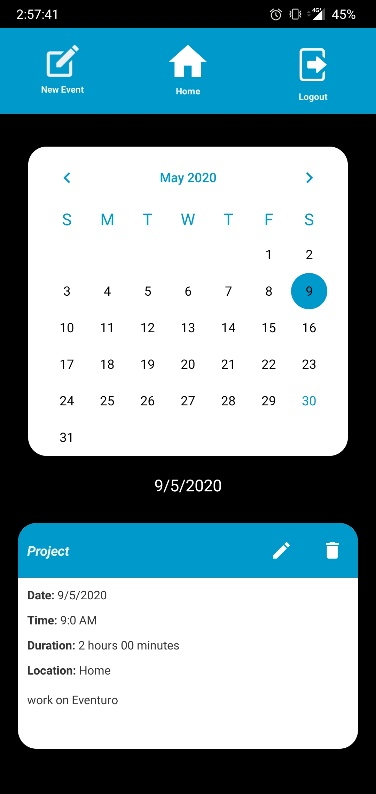 2:57:41
45%
New Event
Home
Logout
May 2020
S M T W T F S
1 2
3 4 5 6 7 8 9
10 11 12 13 14 15 16
17 18 19 20 21 22 23
24 25 26 27 28 29 30
31
9/5/2020
Project
Date: 9/5/2020
Time: 9:0 AM
Duration: 2 hours 00 minutes
Location: Home
work on Eventuro